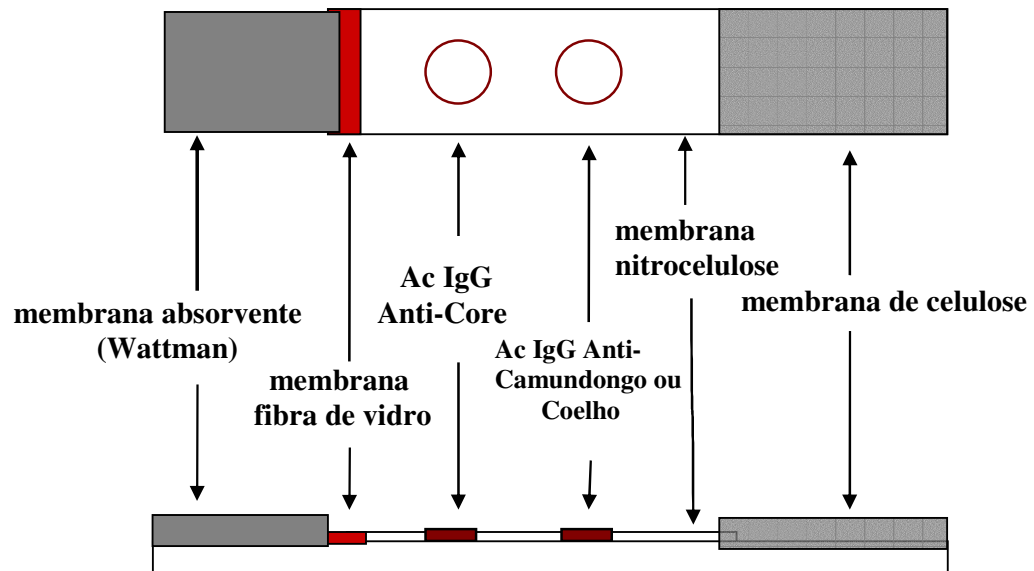 membrana absorvente
(Wattman)
membrana
fibra de vidro
Ac IgG
Anti-Core
Ac IgG Anti-
Camundongo ou
Coelho
membrana
nitrocelulose
membrana de celulose